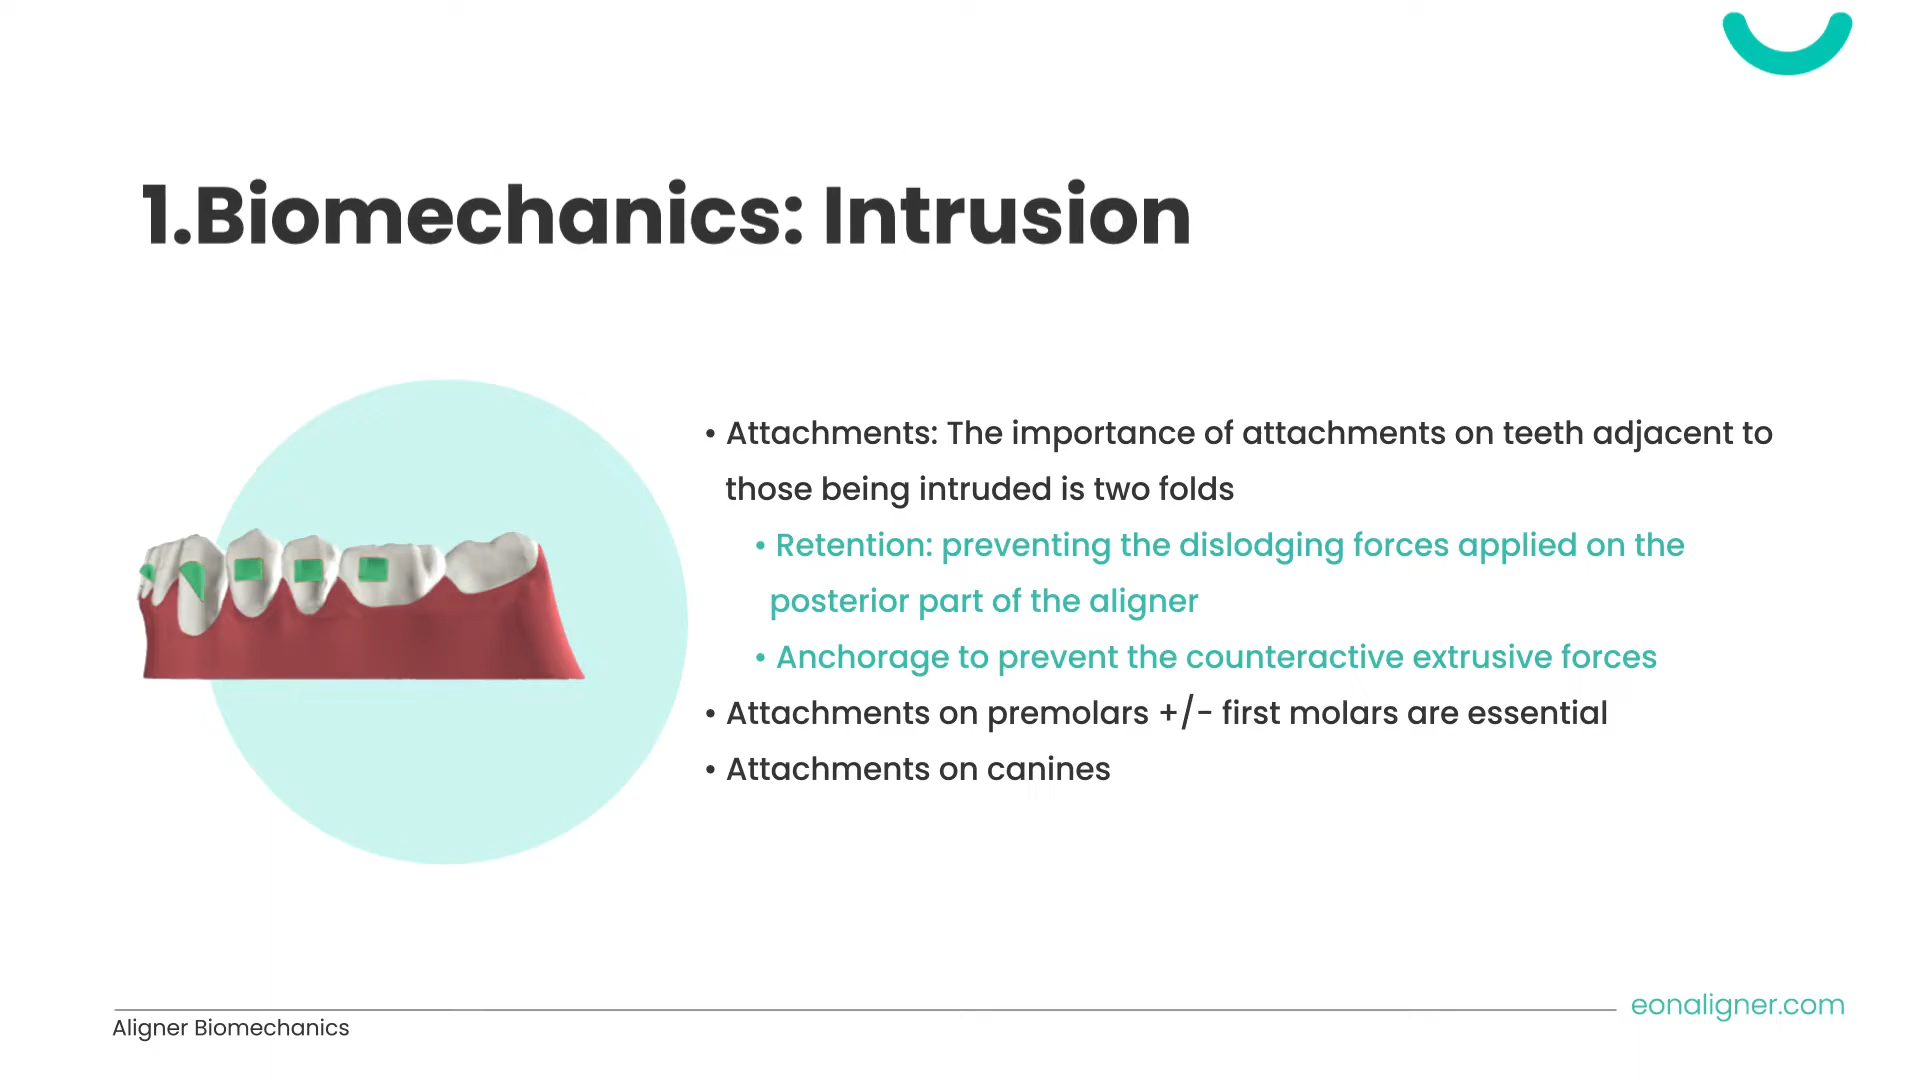 1.Biomechanics: Intrusion
• Attachments: The importance of attachments on teeth adjacent to
those being intruded is two folds
• Retention: preventing the dislodging forces applied on the
posterior part of the aligner
• Anchorage to prevent the counteractive extrusive forces
• Attachments on premolars +/- first molars are essential
• Attachments on canines
eonaligner.com
Aligner Biomechanics